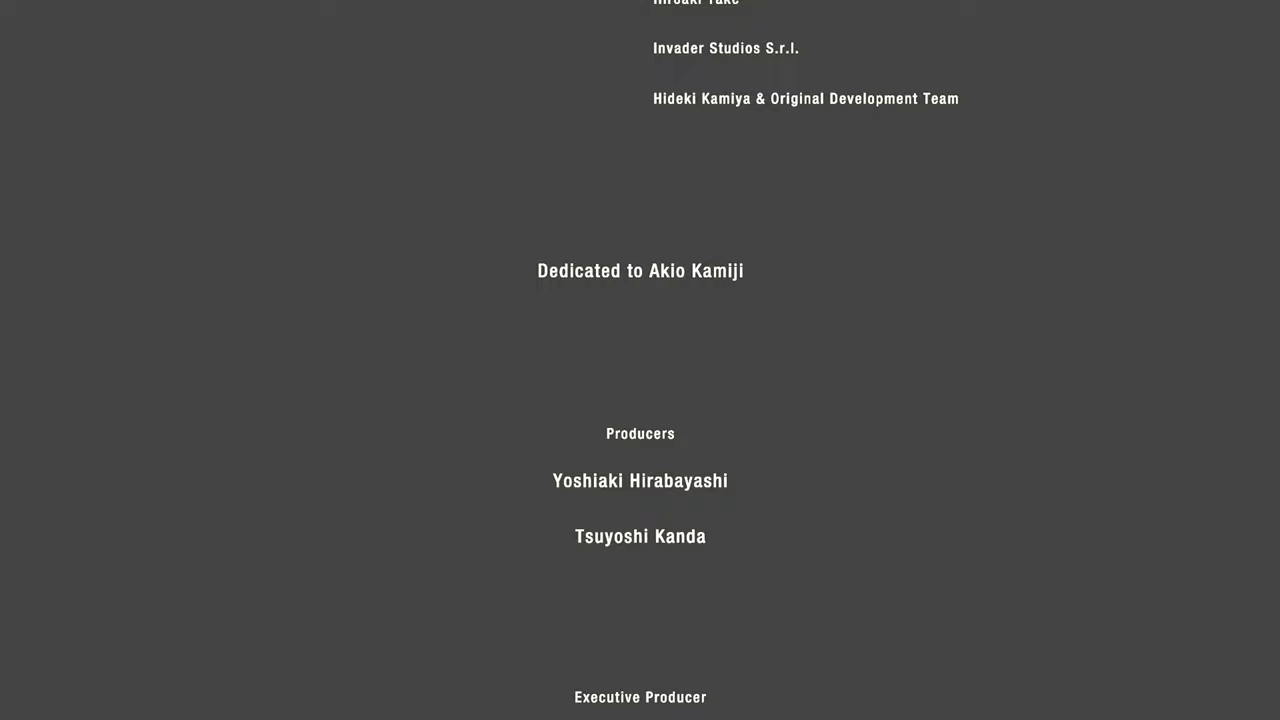 Invader Studios S.r.l.
Hideki Kamiya & Original Development Team
Dedicated to Akio Kamiji
Producers
Yoshiaki Hirabayashi
Tsuyoshi Kanda
Executive Producer